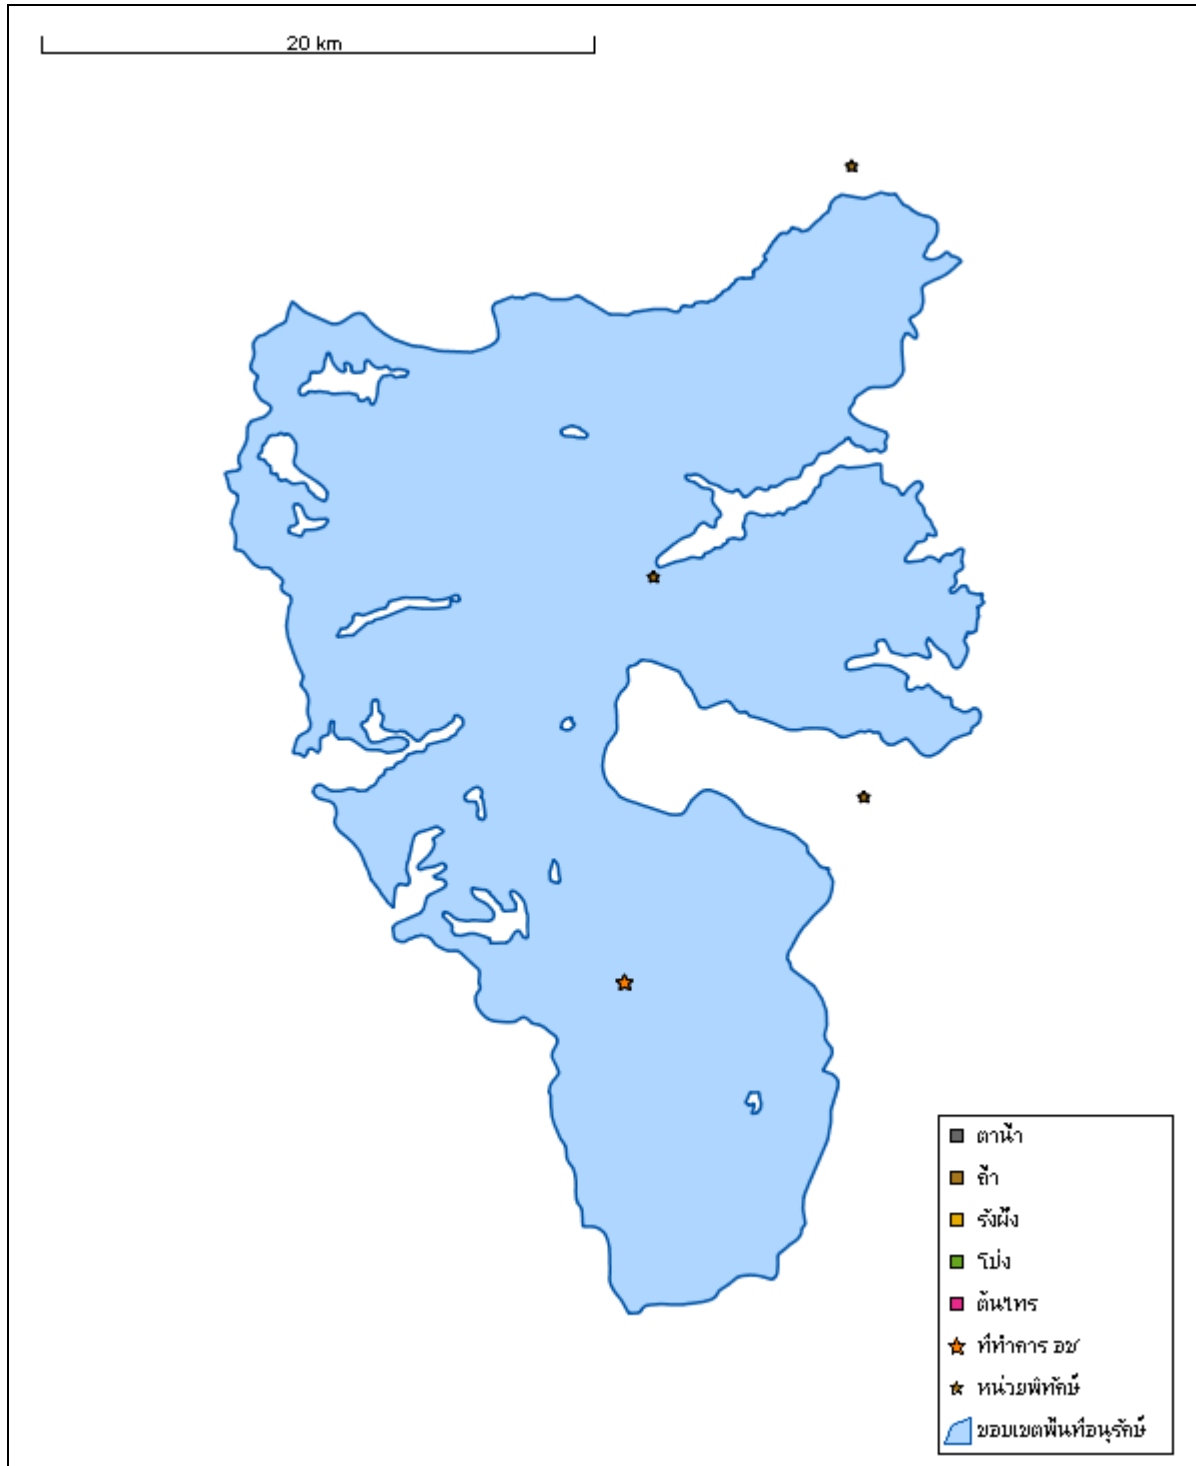 20 km
ตาน้ำ
ถ้ำ
รังผึ้ง
โป่ง
ต้นไทร
ที่ทำการ อช
หน่วยพิทักษ์
ขอบเขตพื้นที่อนุรักษ์